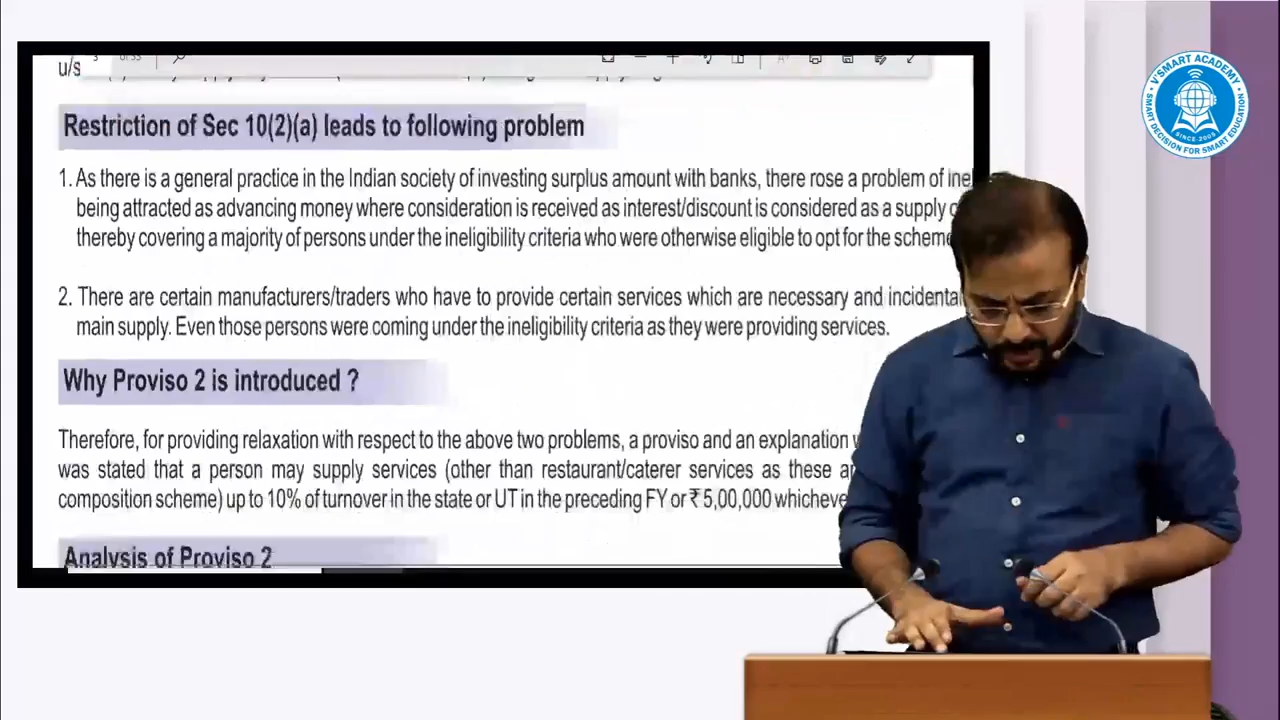 u/s
3 of 55
Restriction of Sec 10(2)(a) leads to following problem
1. As there is a general practice in the Indian society of investing surplus amount with banks, there rose a problem of
being attracted as advancing money where consideration is received as interest/discount is considered as a supply
thereby covering a majority of persons under the ineligibility criteria who were otherwise eligible to opt for the scheme
2. There are certain manufacturers/traders who have to provide certain services which are necessary and incidental
main supply. Even those persons were coming under the ineligibility criteria as they were providing services.
Why Proviso 2 is introduced ?
Therefore, for providing relaxation with respect to the above two problems, a proviso and an explanation
was stated that a person may supply services (other than restaurant/caterer services as these
composition scheme) up to 10% of turnover in the state or UT in the preceding FY or ₹ 5,00,000
Analysis of Proviso 2
V'SMART ACADEMY
SINCE-2005
SMART DECISION FOR SMART EDUCATION